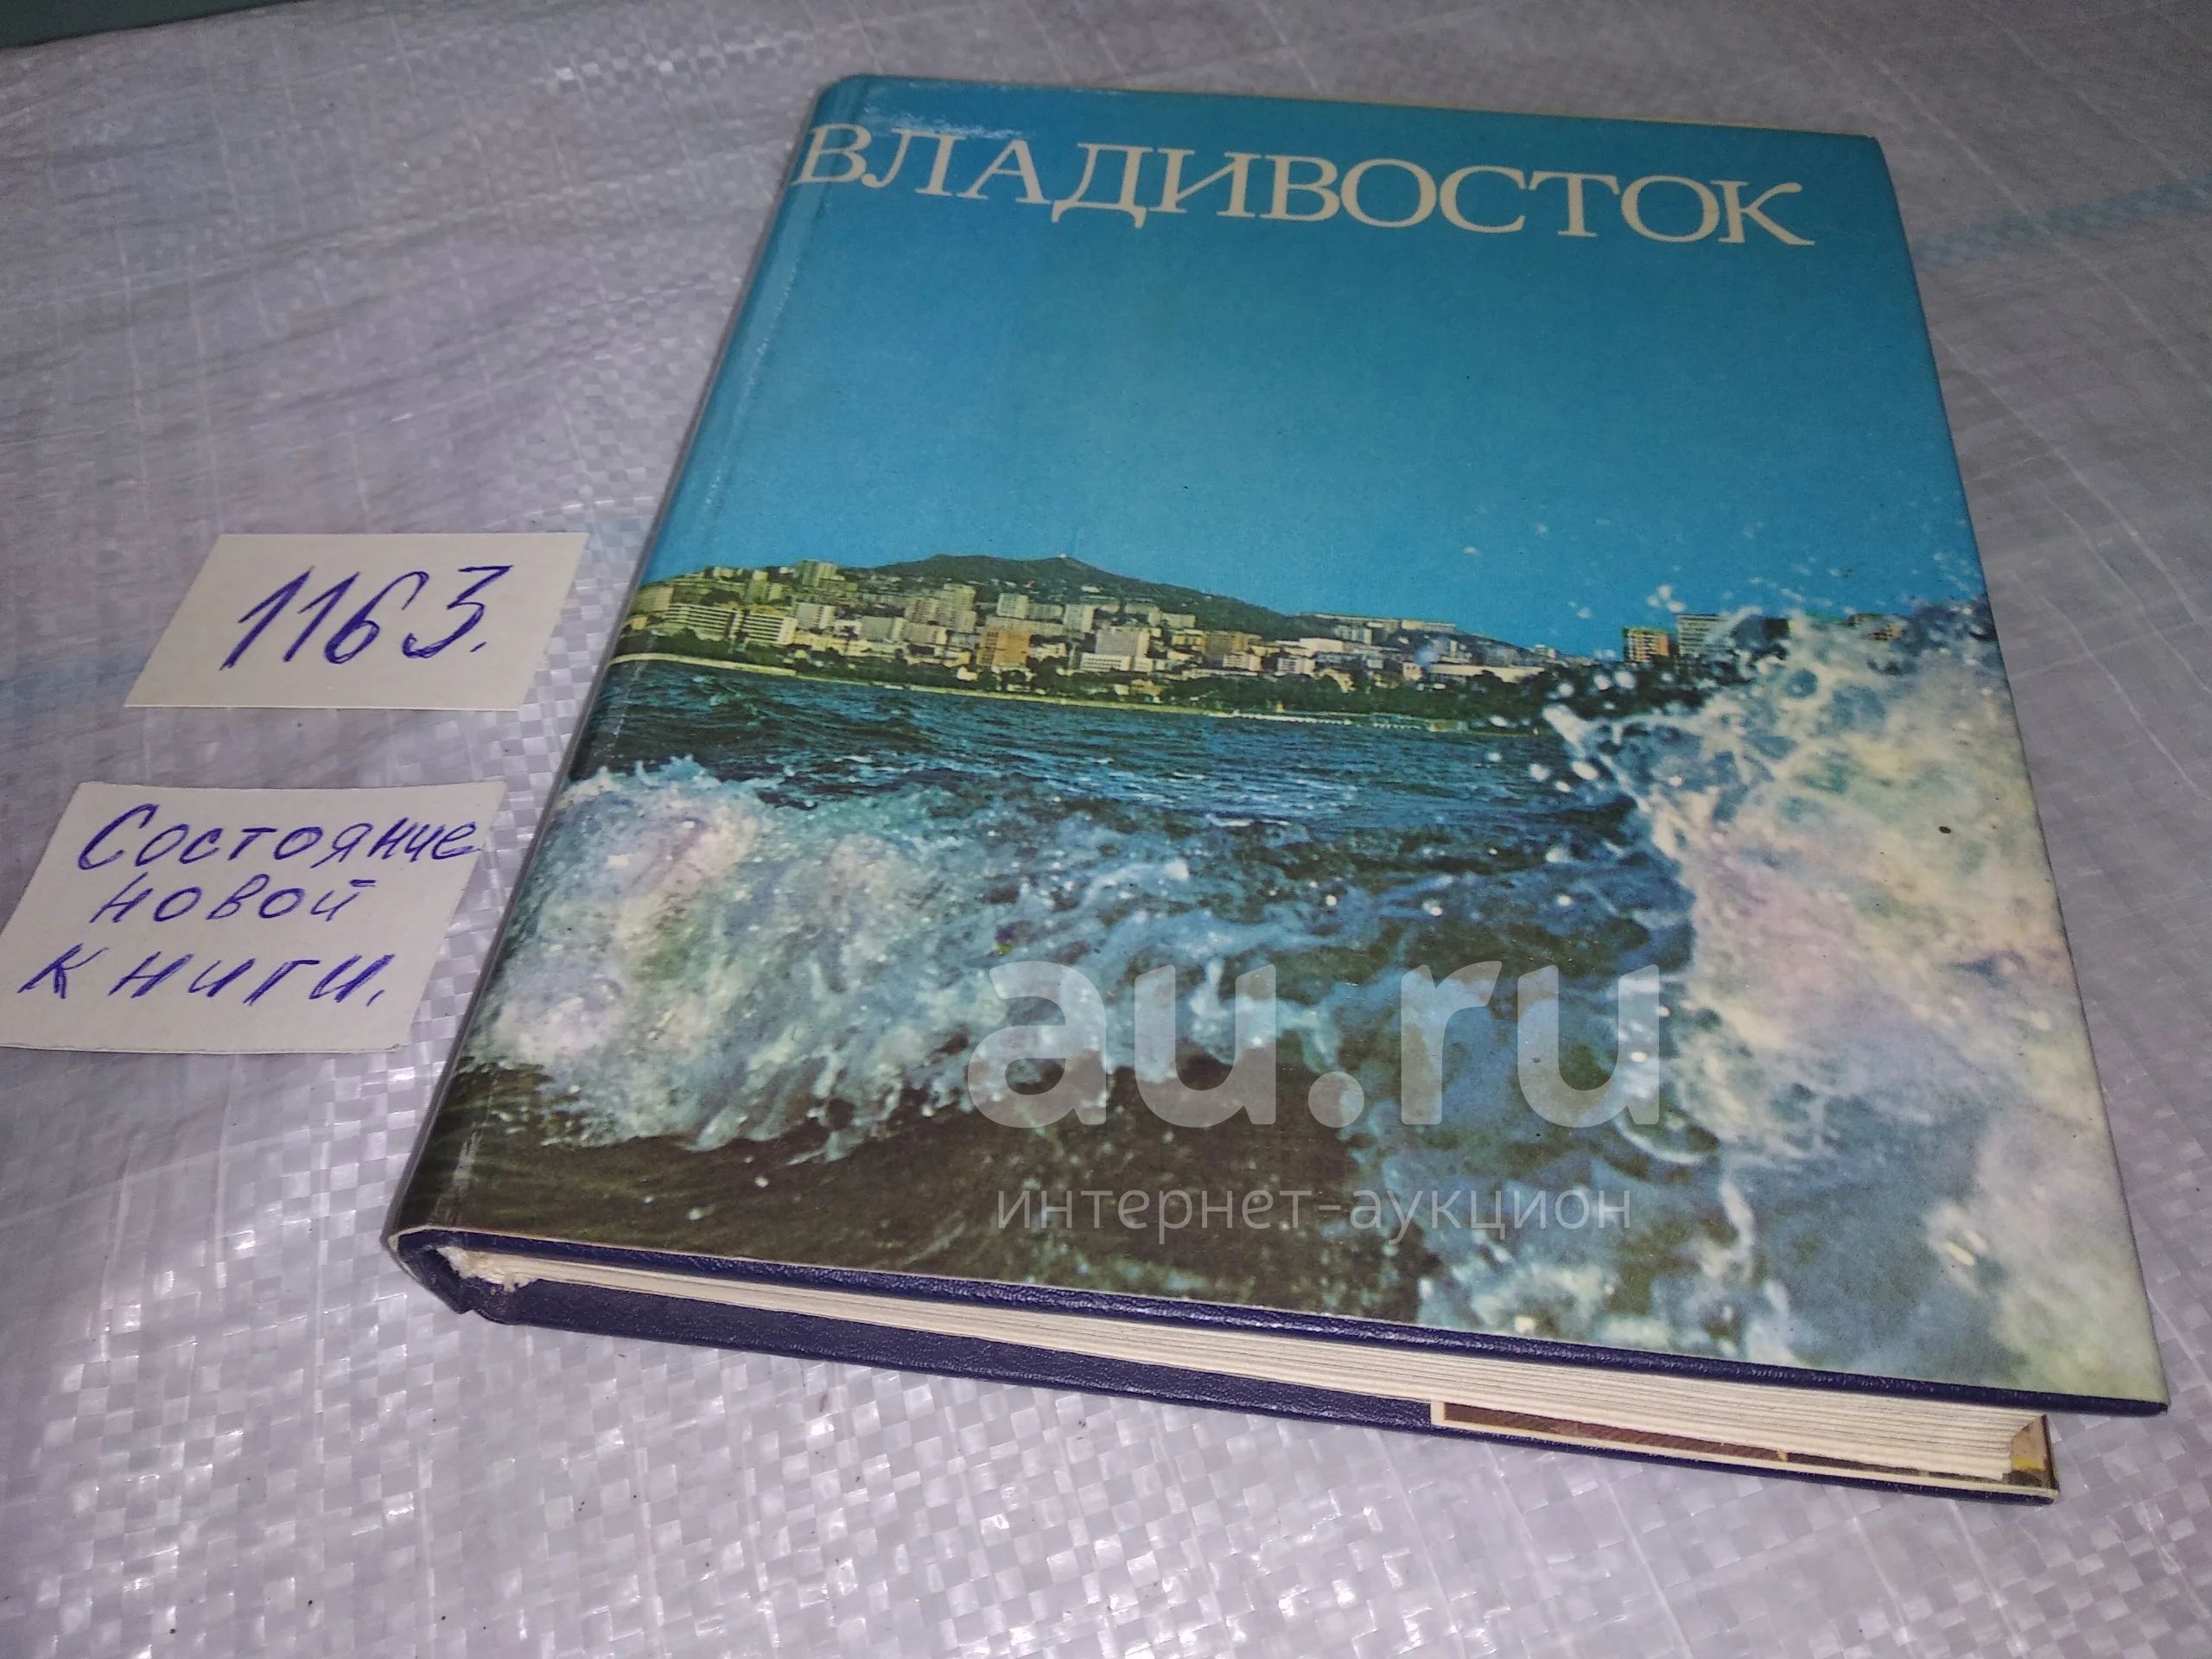 ВЛАДИВОСТОК
1163.
Состояние
новой
книги.
au.ru
интернет-аукцион